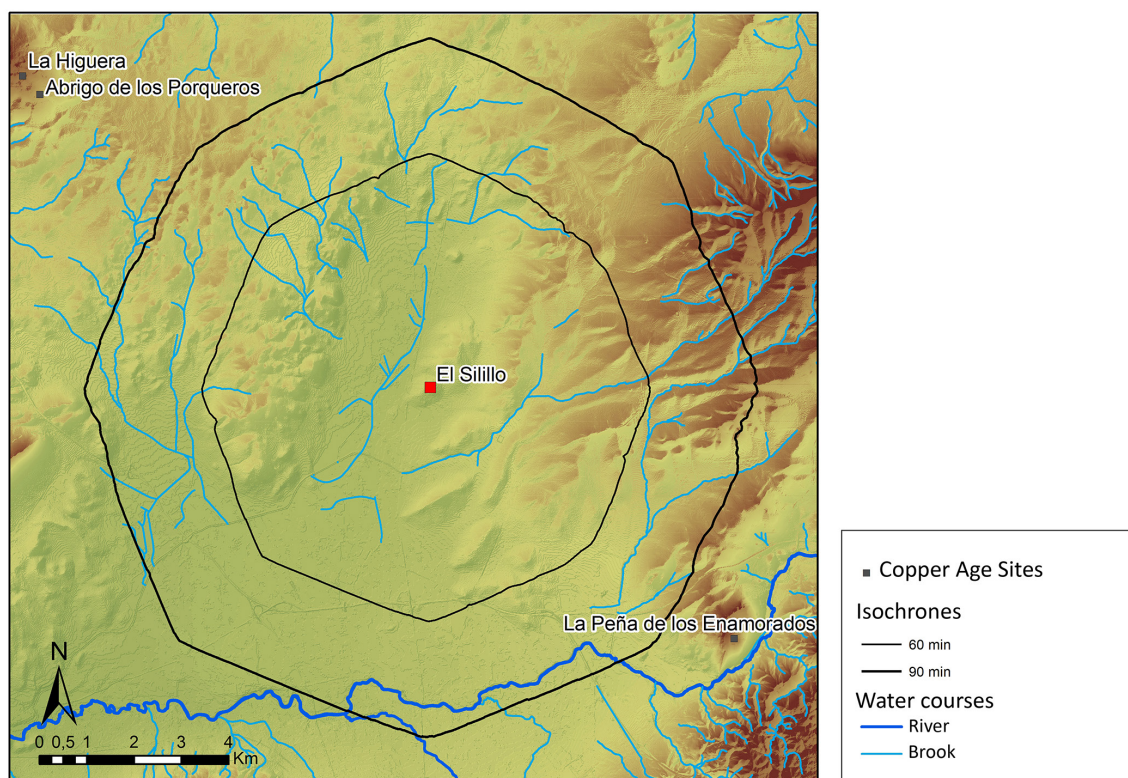 La Higuera
Abrigo de los Porqueros
El Silillo
La Peña de los Enamorados
N
0 0,5 1 2 3 4
Km
Copper Age Sites
Isochrones
60 min
90 min
Water courses
River
Brook